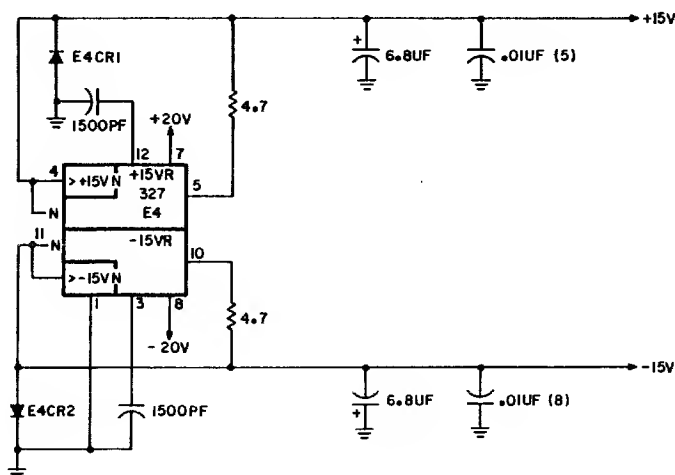 +15V
E4CR1
+
6.8UF
.01UF (5)
1500PF
+20V
4.7
12
7
4
>+15V N
+15VR
5
N
327
E4
11
N
-15VR
10
>-15V N
1
3
8
4.7
-20V
-15V
E4CR2
1500PF
+
6.8UF
.01UF (8)